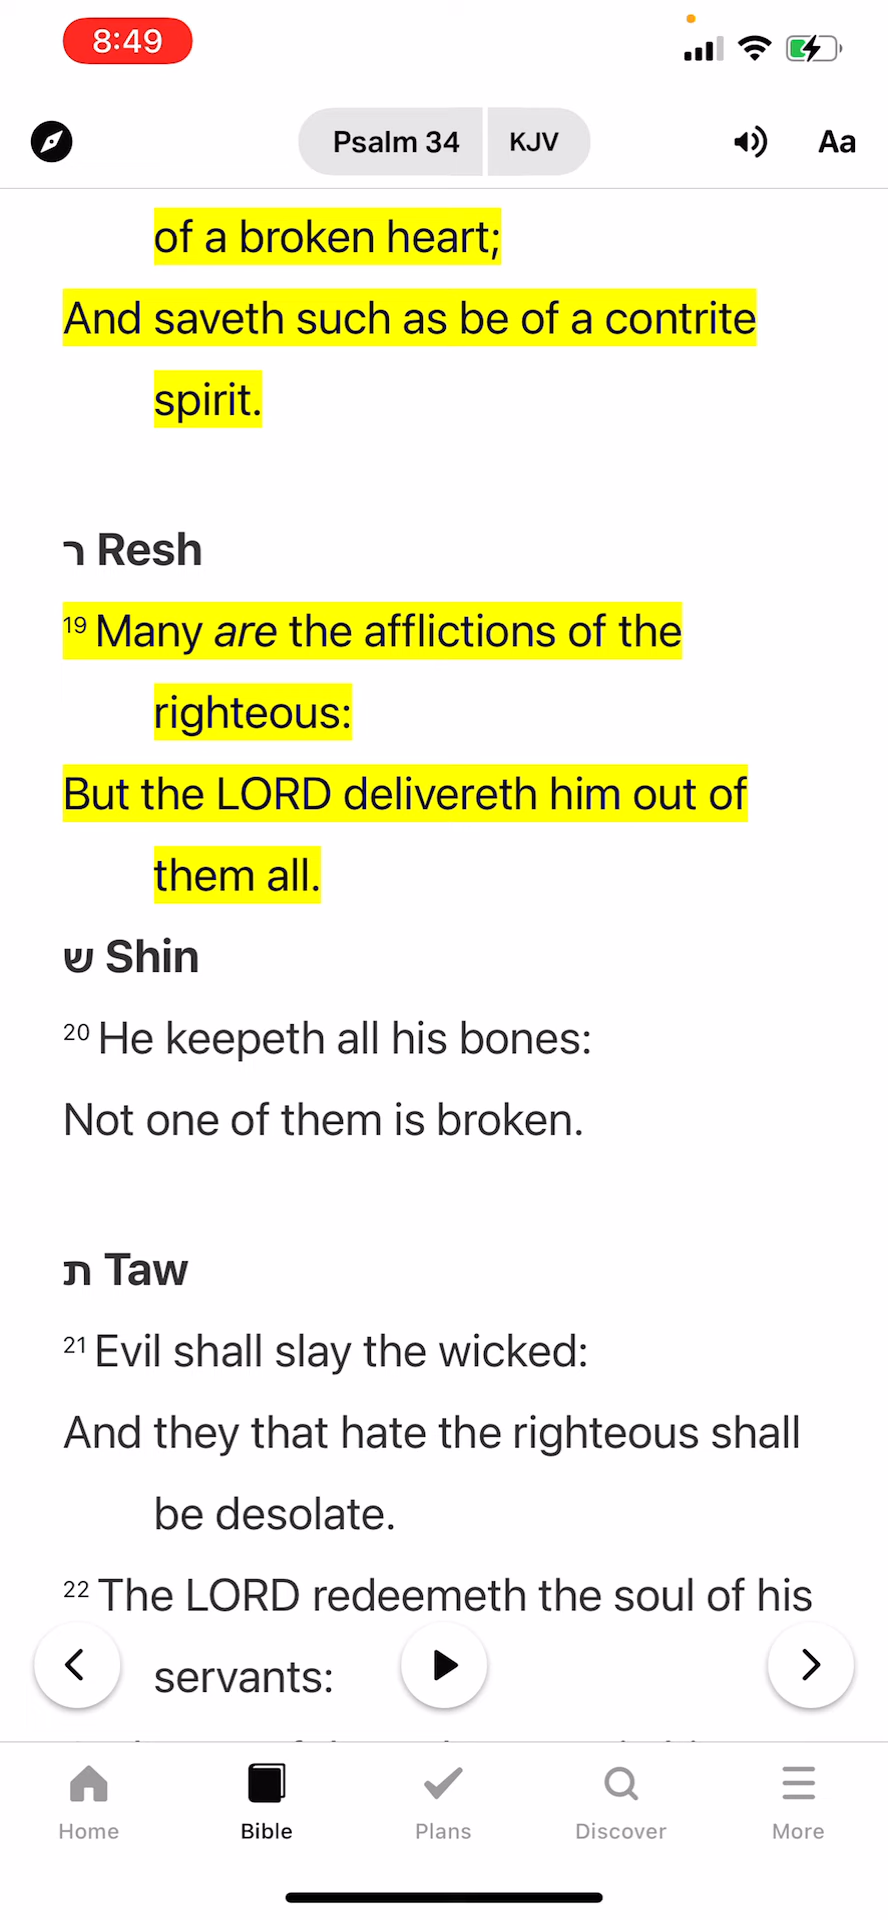 8:49
Psalm 34 KJV Aa
of a broken heart;
And saveth such as be of a contrite
spirit.
ר Resh
19 Many are the afflictions of the
righteous:
But the LORD delivereth him out of
them all.
ש Shin
20 He keepeth all his bones:
Not one of them is broken.
ת Taw
21 Evil shall slay the wicked:
And they that hate the righteous shall
be desolate.
22 The LORD redeemeth the soul of his
servants:
Home Bible Plans Discover More